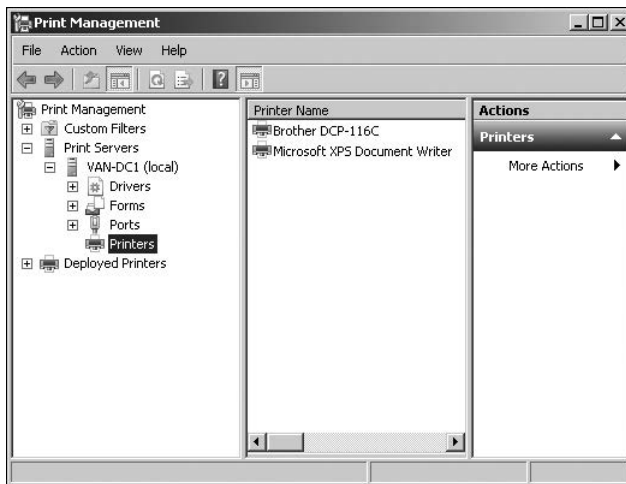 Print Management
File Action View Help
Print Management
Custom Filters
Print Servers
VAN-DC1 (local)
Drivers
Forms
Ports
Printers
Deployed Printers
Printer Name
Brother DCP-116C
Microsoft XPS Document Writer
Actions
Printers
More Actions